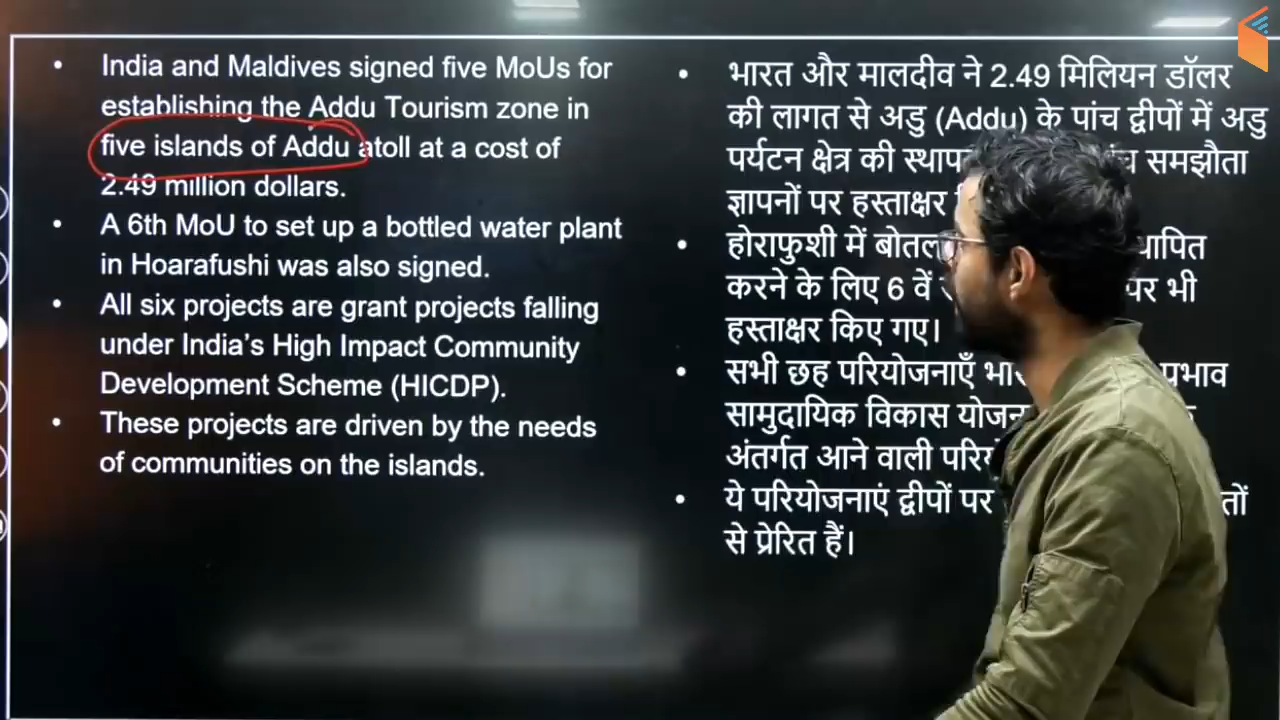 India and Maldives signed five MoUs for
establishing the Addu Tourism zone in
five islands of Addu atoll at a cost of
2.49 million dollars.
A 6th MoU to set up a bottled water plant
in Hoarafushi was also signed.
All six projects are grant projects falling
under India's High Impact Community
Development Scheme (HICDP).
These projects are driven by the needs
of communities on the islands.
भारत और मालदीव ने 2.49 मिलियन डॉलर
की लागत से अडु (Addu) के पांच द्वीपों में अडु
पर्यटन क्षेत्र की समझौता
ज्ञापनों पर हस्ताक्षर
होराफुशी में
करने के लिए 6 वें पर भी
हस्ताक्षर किए गए।
सभी छह परियोजनाएँ
सामुदायिक विकास
अंतर्गत आने वाली
ये परियोजनाएं द्वीपों पर
से प्रेरित हैं।